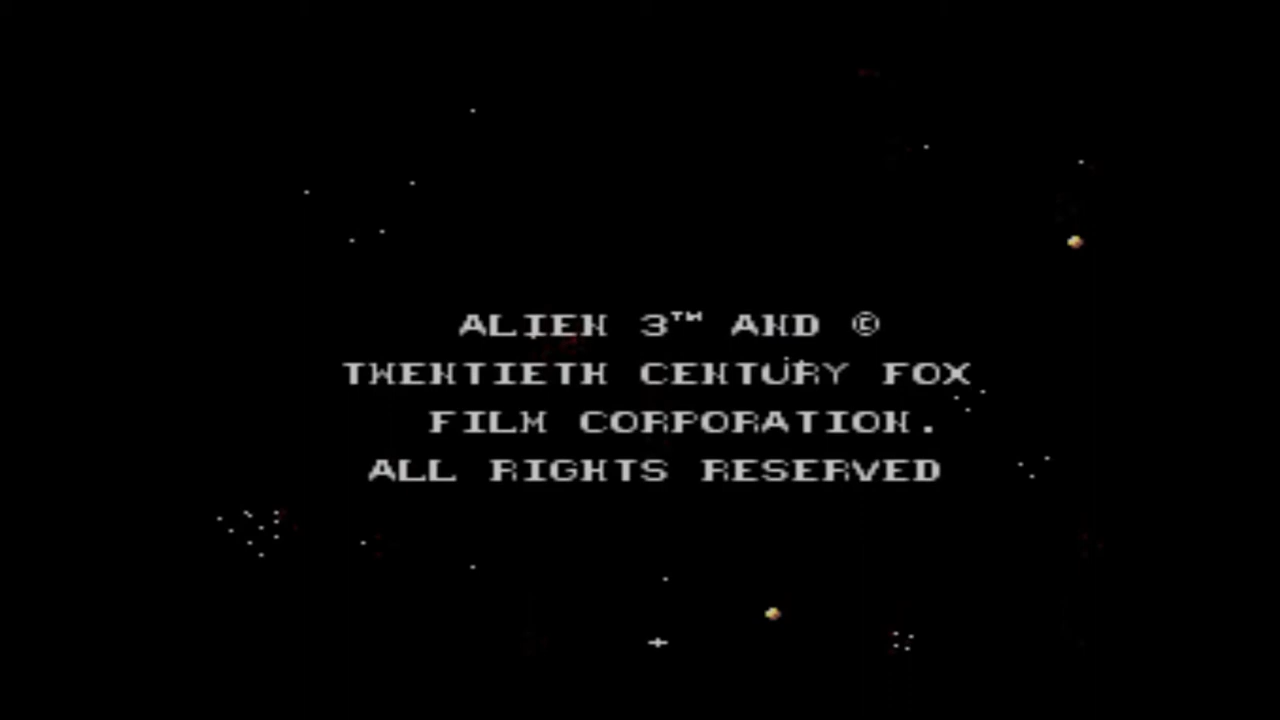 ALIEN 3™ AND ©
TWENTIETH CENTURY FOX
FILM CORPORATION.
ALL RIGHTS RESERVED